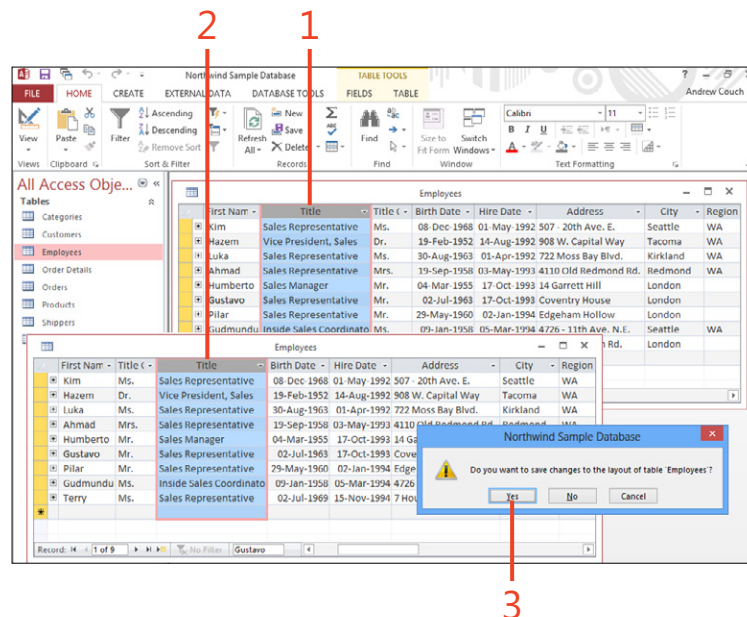 2 1
Northwind Sample Database TABLE TOOLS ? – ×
FILE HOME CREATE EXTERNAL DATA DATABASE TOOLS FIELDS TABLE Andrew Couch
View Paste Filter Ascending Descending Remove Sort Refresh All New Save Delete Find Size to Fit Form Switch Windows Calibri 11
B I U A
Views Clipboard Sort & Filter Records Find Window Text Formatting
All Access Obje... «
Tables
Categories
Customers
Employees
Order Details
Orders
Products
Shippers
Employees
First Nam Title Title ( Birth Date Hire Date Address City Region
Kim Sales Representative Ms. 08-Dec-1968 01-May-1992 507 - 20th Ave. E. Seattle WA
Hazem Vice President, Sales Dr. 19-Feb-1952 14-Aug-1992 908 W. Capital Way Tacoma WA
Luka Sales Representative Ms. 30-Aug-1963 01-Apr-1992 722 Moss Bay Blvd. Kirkland WA
Ahmad Sales Representative Mrs. 19-Sep-1958 03-May-1993 4110 Old Redmond Rd. Redmond WA
Humberto Sales Manager Mr. 04-Mar-1955 17-Oct-1993 14 Garrett Hill London
Gustavo Sales Representative Mr. 02-Jul-1963 17-Oct-1993 Coventry House London
Pilar Sales Representative Mr. 29-May-1960 02-Jan-1994 Edgeham Hollow London
Gudmundu Inside Sales Coordinato Ms. 09-Jan-1958 05-Mar-1994 4726 - 11th Ave. N.E. Seattle WA
Rd. London
Employees
First Nam Title ( Title Birth Date Hire Date Address City Region
Kim Ms. Sales Representative 08-Dec-1968 01-May-1992 507 - 20th Ave. E. Seattle WA
Hazem Dr. Vice President, Sales 19-Feb-1952 14-Aug-1992 908 W. Capital Way Tacoma WA
Luka Ms. Sales Representative 30-Aug-1963 01-Apr-1992 722 Moss Bay Blvd. Kirkland WA
Ahmad Mrs. Sales Representative 19-Sep-1958 03-May-1993 4110 Old Redmond Rd. Redmond WA
Humberto Mr. Sales Manager 04-Mar-1955 17-Oct-1993 14 Ga
Gustavo Mr. Sales Representative 02-Jul-1963 17-Oct-1993 Cove
Pilar Mr. Sales Representative 29-May-1960 02-Jan-1994 Edge
Gudmundu Ms. Inside Sales Coordinato 09-Jan-1958 05-Mar-1994 4726
Terry Ms. Sales Representative 02-Jul-1969 15-Nov-1994 7 Hou
Record: 1 of 9 No Filter Gustavo
Northwind Sample Database
Do you want to save changes to the layout of table 'Employees'?
Yes No Cancel
3